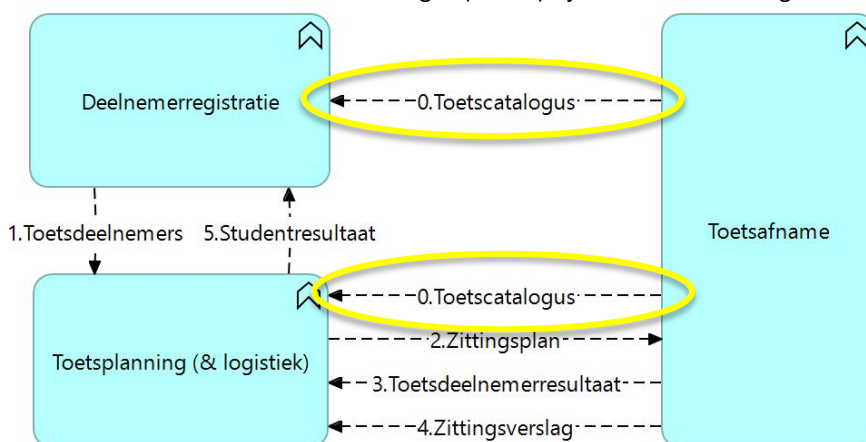 Deelnemerregistratie
0.Toetscatalogus
Toetsafname
1.Toetsdeelnemers
5.Studentresultaat
0.Toetscatalogus
2.Zittingsplan
Toetsplanning (& logistiek)
3.Toetsdeelnemerresultaat
4.Zittingsverslag